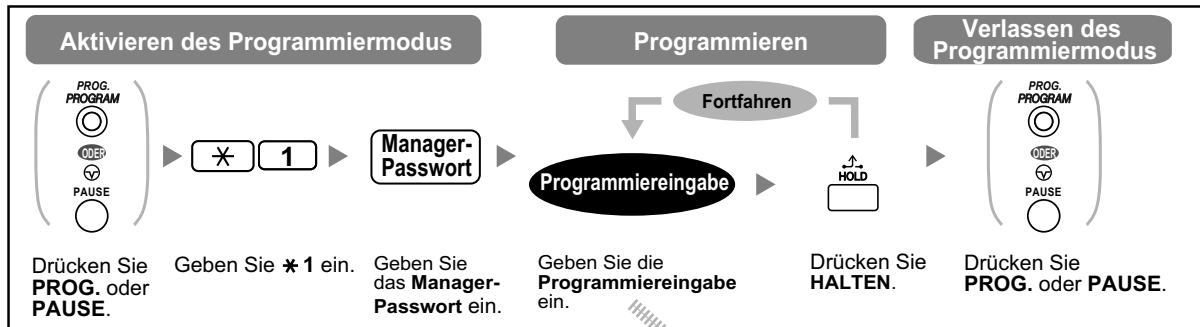 Aktivieren des Programmiermodus
Programmieren
Verlassen des
Programmiermodus
PROG.
PROGRAM
ODER
PAUSE
✱ 1
Manager-
Passwort
Fortfahren
Programmiereingabe
HOLD
PROG.
PROGRAM
ODER
PAUSE
Drücken Sie
PROG. oder
PAUSE.
Geben Sie ✱ 1 ein.
Geben Sie
das Manager-
Passwort ein.
Geben Sie die
Programmiereingabe
ein.
Drücken Sie
HALTEN.
Drücken Sie
PROG. oder PAUSE.